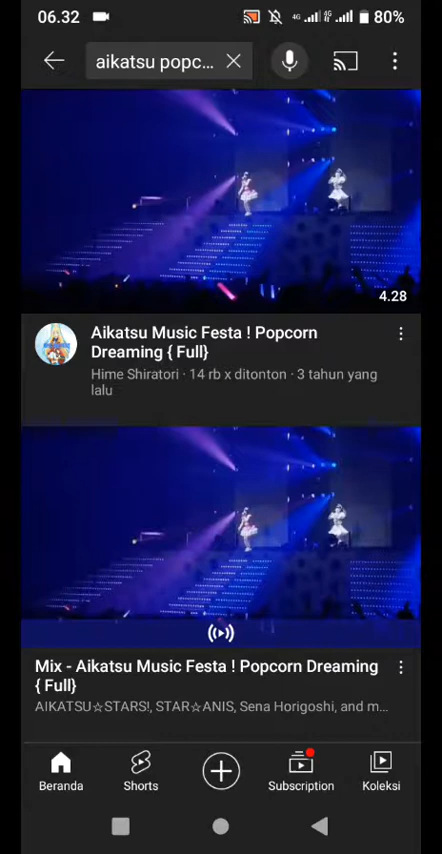 06.32 4G 4G 80%
aikatsu popc...
4.28
Aikatsu Music Festa ! Popcorn
Dreaming { Full}
Hime Shiratori · 14 rb x ditonton · 3 tahun yang
lalu
Mix - Aikatsu Music Festa ! Popcorn Dreaming
{ Full}
AIKATSU☆STARS!, STAR☆ANIS, Sena Horigoshi, and m...
Beranda Shorts Subscription Koleksi